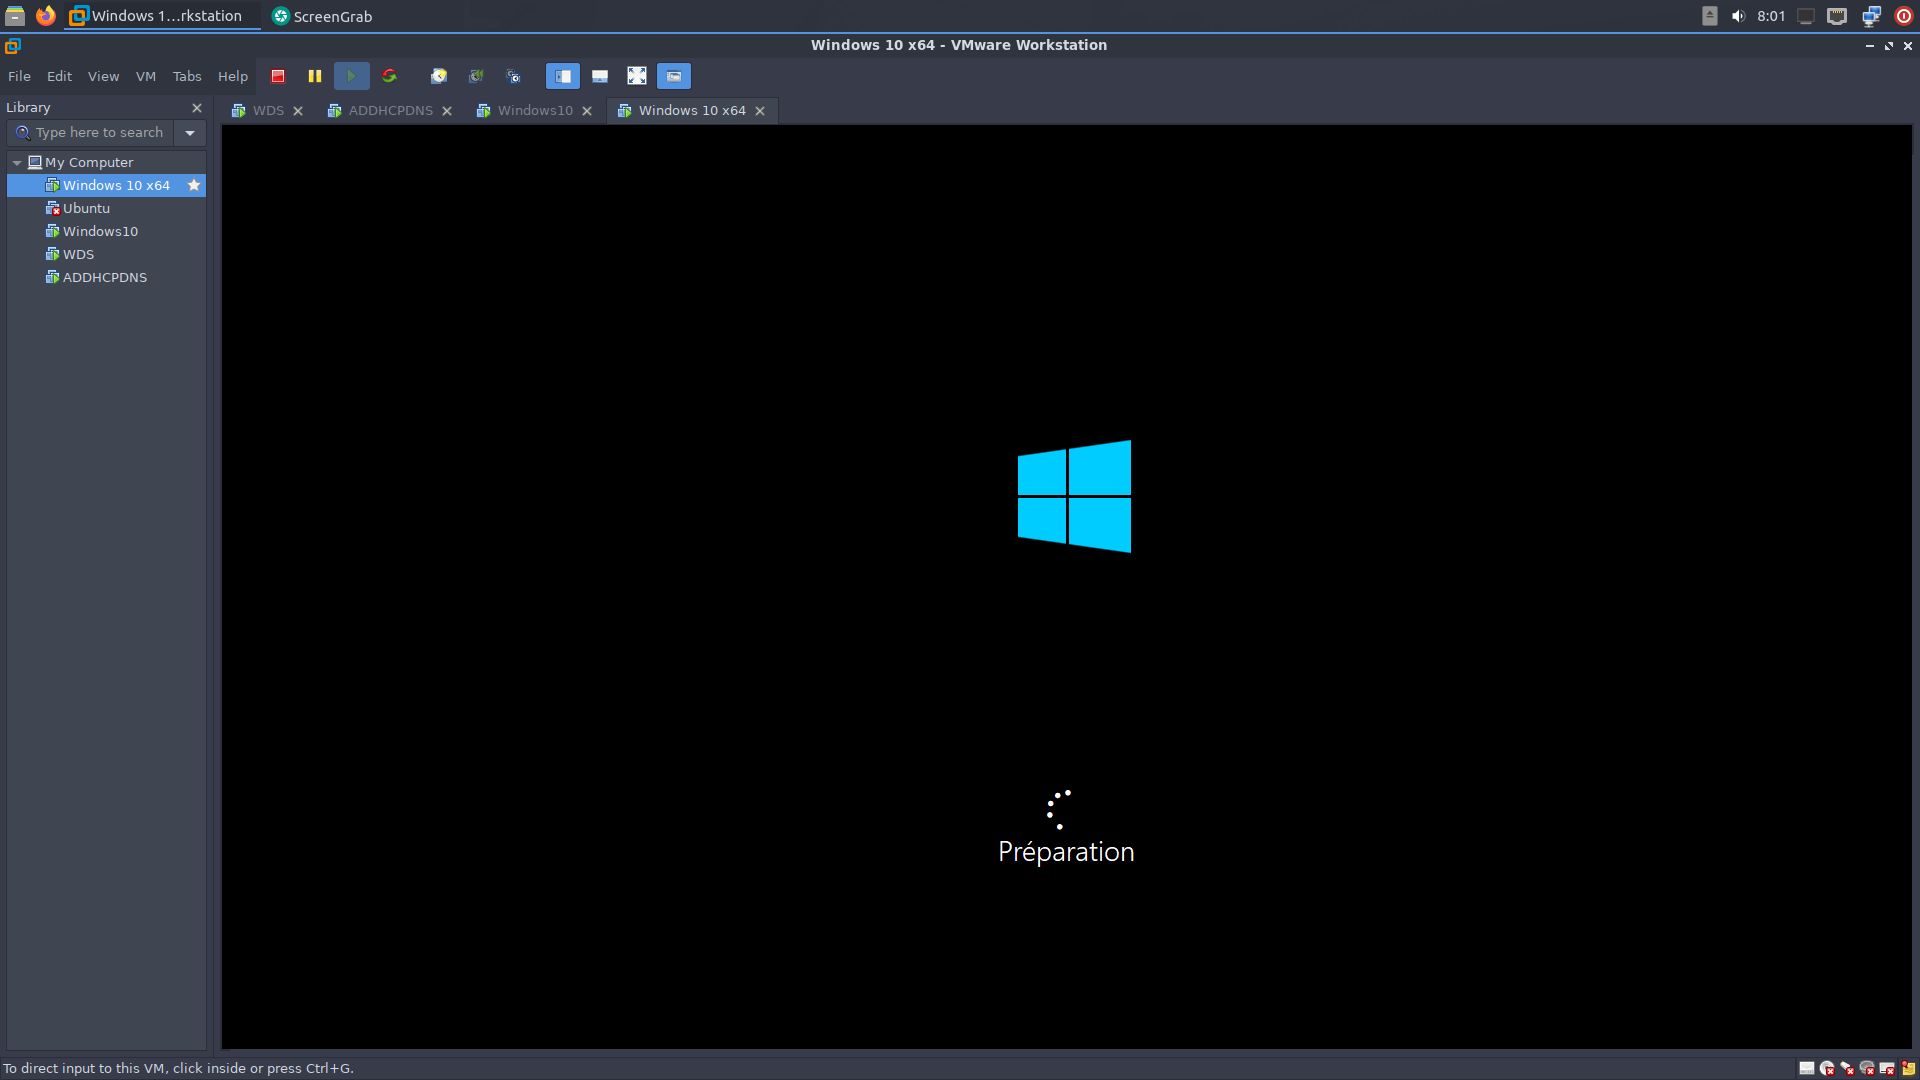 Windows 1...rkstation
ScreenGrab
8:01
Windows 10 x64 - VMware Workstation
File Edit View VM Tabs Help
Library
WDS
ADDHCPDNS
Windows10
Windows 10 x64
Type here to search
My Computer
Windows 10 x64
Ubuntu
Windows10
WDS
ADDHCPDNS
Préparation
To direct input to this VM, click inside or press Ctrl+G.